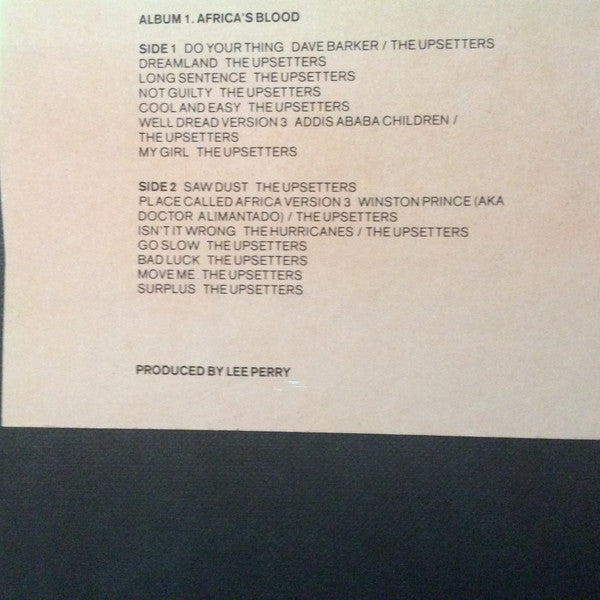 ALBUM 1. AFRICA'S BLOOD
SIDE 1 DO YOUR THING DAVE BARKER / THE UPSETTERS
DREAMLAND THE UPSETTERS
LONG SENTENCE THE UPSETTERS
NOT GUILTY THE UPSETTERS
COOL AND EASY THE UPSETTERS
WELL DREAD VERSION 3 ADDIS ABABA CHILDREN /
THE UPSETTERS
MY GIRL THE UPSETTERS
SIDE 2 SAW DUST THE UPSETTERS
PLACE CALLED AFRICA VERSION 3 WINSTON PRINCE (AKA
DOCTOR ALIMANTADO) / THE UPSETTERS
ISN'T IT WRONG THE HURRICANES / THE UPSETTERS
GO SLOW THE UPSETTERS
BAD LUCK THE UPSETTERS
MOVE ME THE UPSETTERS
SURPLUS THE UPSETTERS
PRODUCED BY LEE PERRY